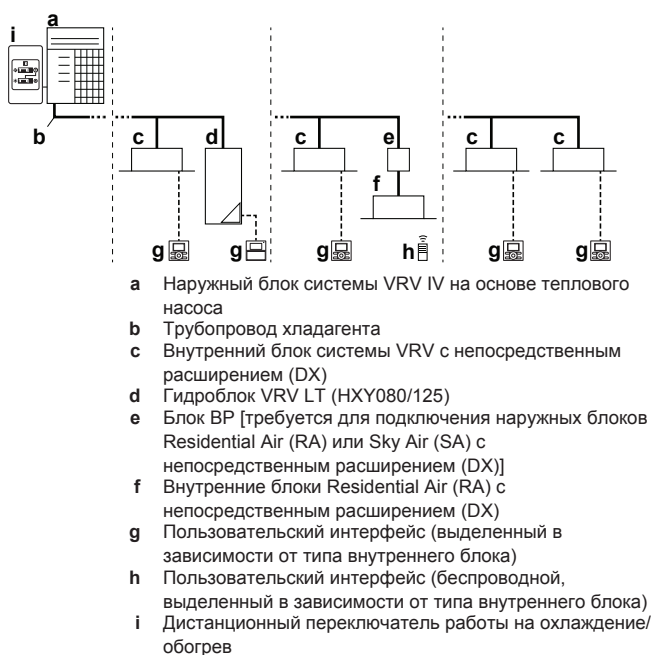 a
i
b
c d c e c c
f
g g g h g g
a Наружный блок системы VRV IV на основе теплового
насоса
b Трубопровод хладагента
c Внутренний блок системы VRV с непосредственным
расширением (DX)
d Гидроблок VRV LT (HXY080/125)
e Блок BP [требуется для подключения наружных блоков
Residential Air (RA) или Sky Air (SA) с
непосредственным расширением (DX)]
f Внутренние блоки Residential Air (RA) с
непосредственным расширением (DX)
g Пользовательский интерфейс (выделенный в
зависимости от типа внутреннего блока)
h Пользовательский интерфейс (беспроводной,
выделенный в зависимости от типа внутреннего блока)
i Дистанционный переключатель работы на охлаждение/
обогрев